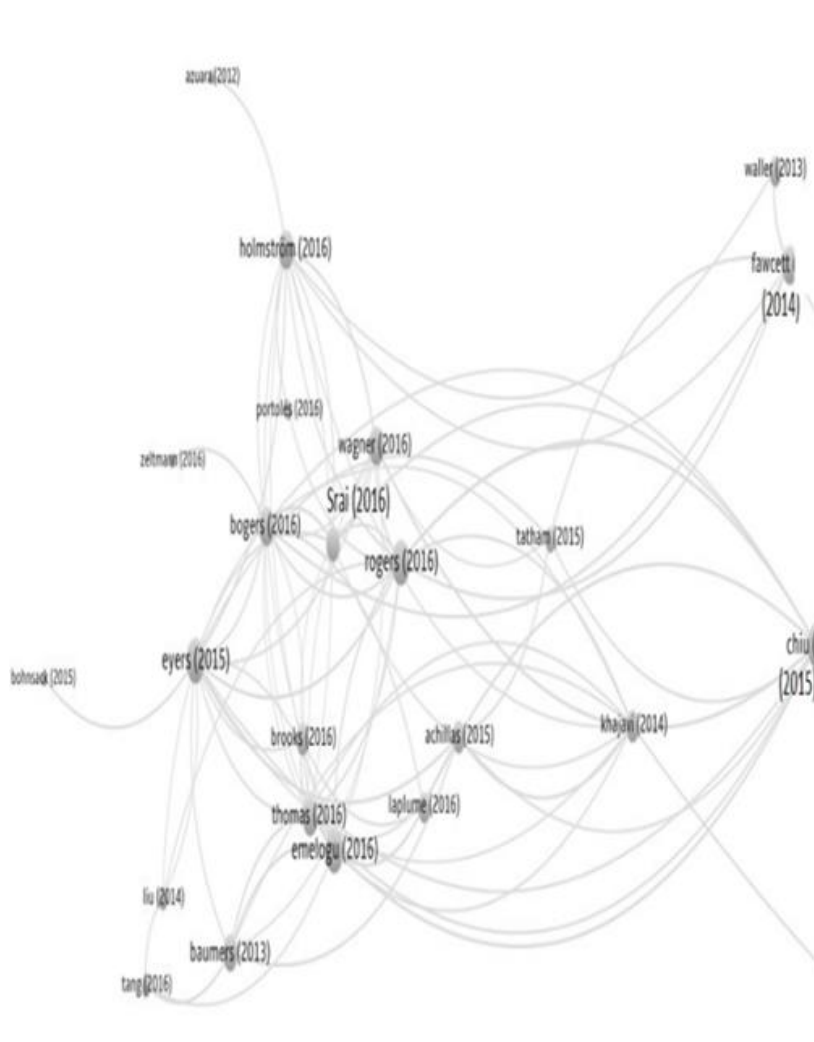 azuara (2012)
waller (2013)
holmström (2016)
fawcett
(2014)
portolés (2016)
wagner (2016)
zeltmann (2016)
Srai (2016)
bogers (2016)
tatham (2015)
rogers (2016)
chiu (
(2015)
eyers (2015)
bohnsack (2015)
khajavi (2014)
brooks (2016)
achillas (2015)
laplume (2016)
thomas (2016)
emelogu (2016)
liu (2014)
baumers (2013)
tang (2016)